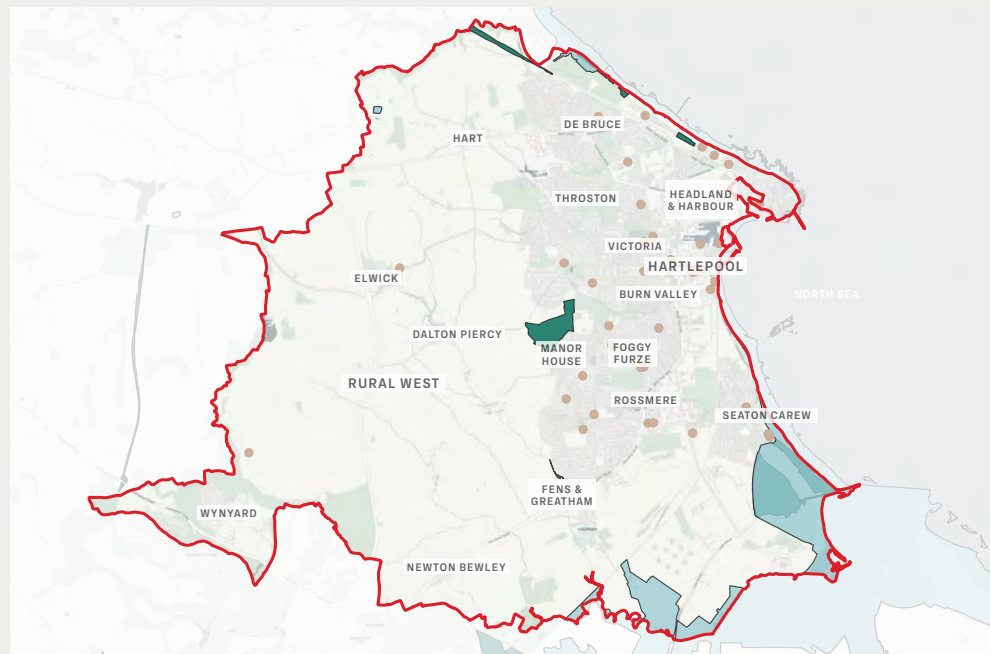 DE BRUCE
HART
THROSTON
HEADLAND
& HARBOUR
VICTORIA
HARTLEPOOL
ELWICK
BURN VALLEY
NORTH SEA
DALTON PIERCY
MANOR
HOUSE
FOGGY
FURZE
RURAL WEST
ROSSMERE
SEATON CAREW
FENS &
GREATHAM
WYNYARD
NEWTON BEWLEY